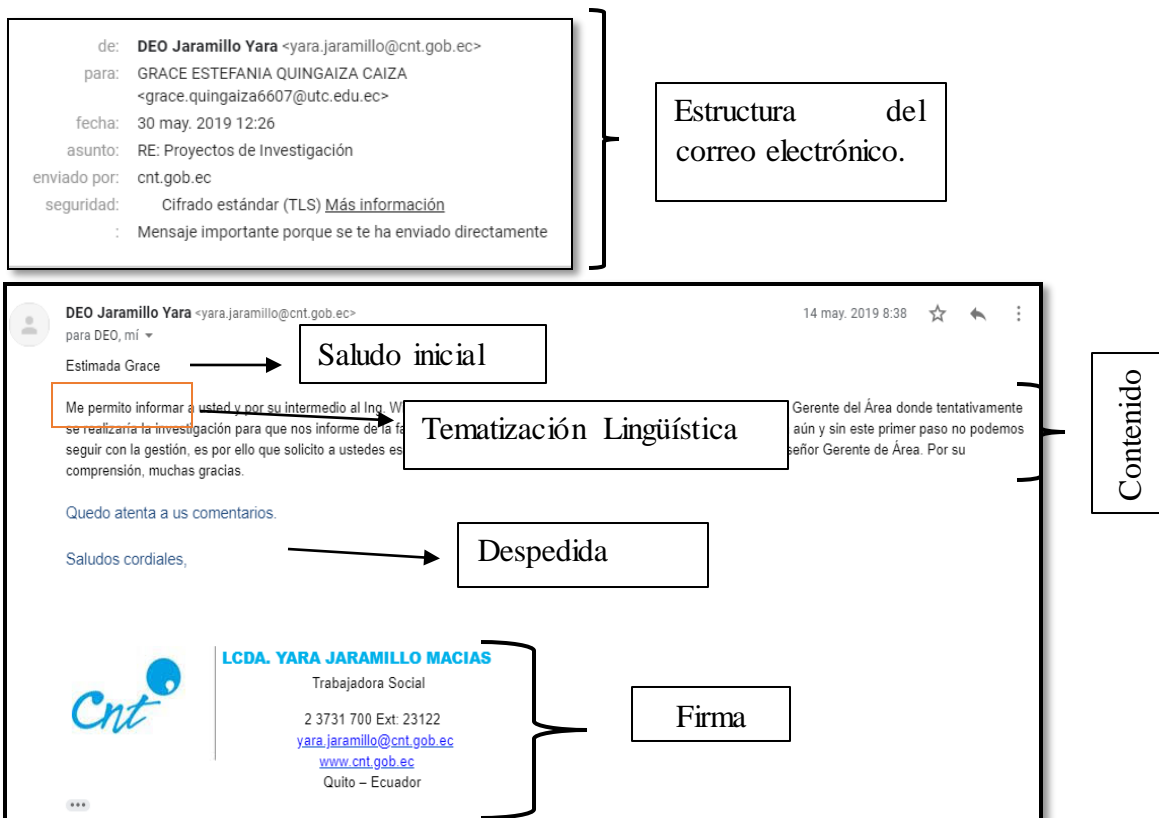 de: DEO Jaramillo Yara <yara.jaramillo@cnt.gob.ec>
para: GRACE ESTEFANIA QUINGAIZA CAIZA
<grace.quingaiza6607@utc.edu.ec>
fecha: 30 may. 2019 12:26
asunto: RE: Proyectos de Investigación
enviado por: cnt.gob.ec
seguridad: Cifrado estándar (TLS) Más información
: Mensaje importante porque se te ha enviado directamente
Estructura del
correo electrónico.
DEO Jaramillo Yara <yara.jaramillo@cnt.gob.ec>
14 may. 2019 8:38
para DEO, mí
Estimada Grace
Saludo inicial
Me permito informar a usted y por su intermedio al Ing. Gerente del Área donde tentativamente
se realizaría la investigación para que nos informe de la aún y sin este primer paso no podemos
seguir con la gestión, es por ello que solicito a ustedes señor Gerente de Área. Por su
comprensión, muchas gracias.
Tematización Lingüística
Contenido
Quedo atenta a us comentarios.
Saludos cordiales,
Despedida
Cnt
LCDA. YARA JARAMILLO MACIAS
Trabajadora Social
2 3731 700 Ext: 23122
yara.jaramillo@cnt.gob.ec
www.cnt.gob.ec
Quito – Ecuador
Firma